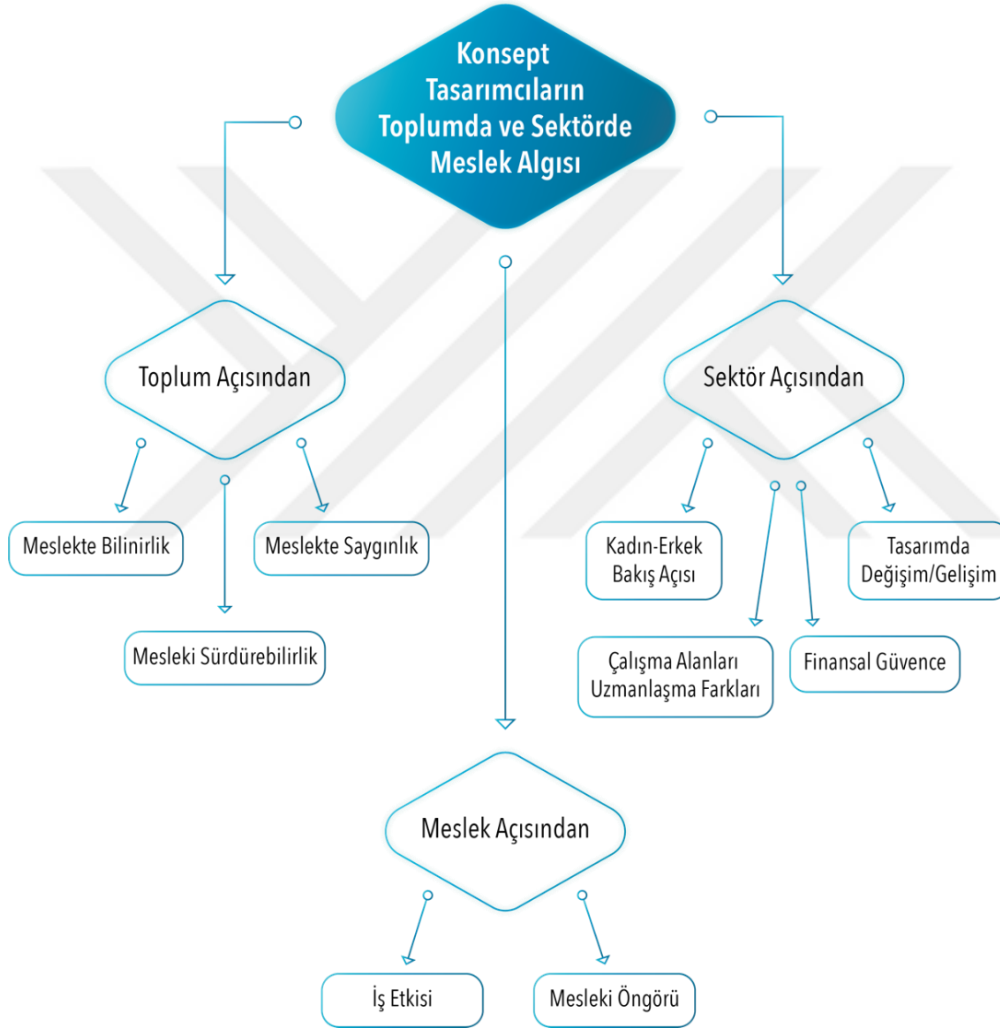 Konsept
Tasarımcıların
Toplumda ve Sektörde
Meslek Algısı
Toplum Açısından
Sektör Açısından
Meslekte Bilinirlik
Meslekte Saygınlık
Mesleki Sürdürebilirlik
Kadın-Erkek
Bakış Açısı
Tasarımda
Değişim/Gelişim
Çalışma Alanları
Uzmanlaşma Farkları
Finansal Güvence
Meslek Açısından
İş Etkisi
Mesleki Öngörü